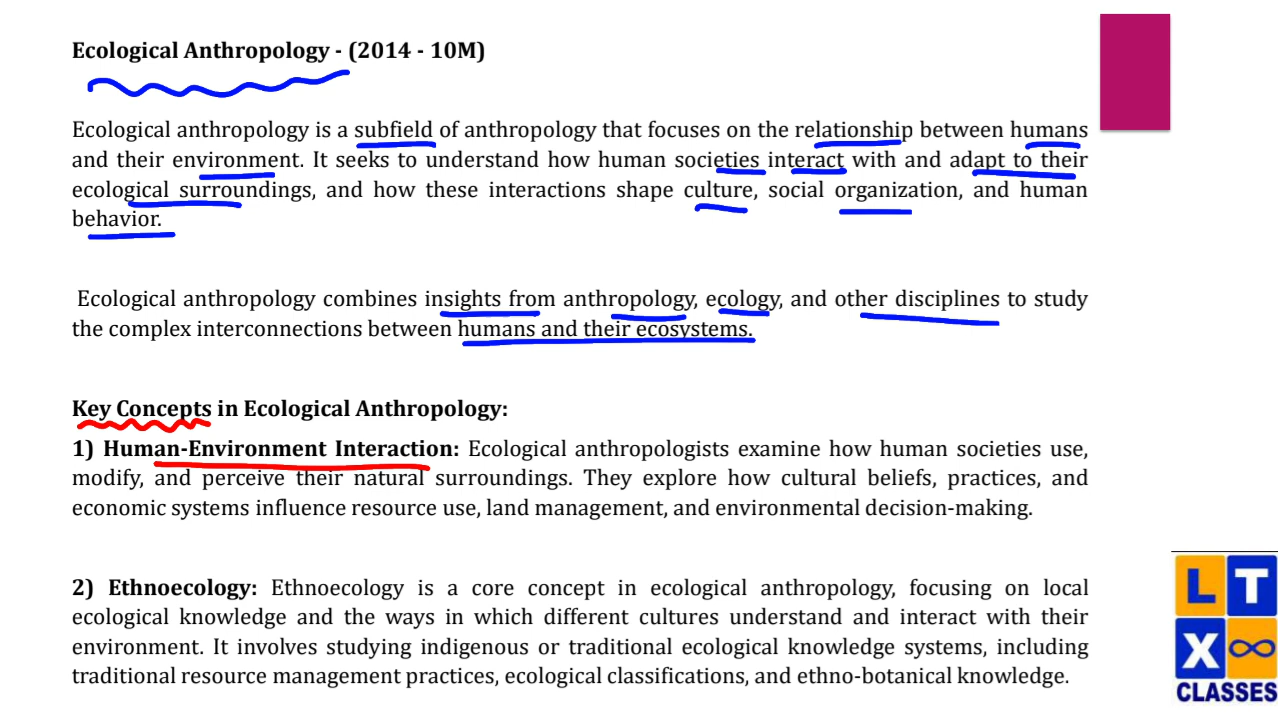 Ecological Anthropology - (2014 - 10M)
Ecological anthropology is a subfield of anthropology that focuses on the relationship between humans
and their environment. It seeks to understand how human societies interact with and adapt to their
ecological surroundings, and how these interactions shape culture, social organization, and human
behavior.
Ecological anthropology combines insights from anthropology, ecology, and other disciplines to study
the complex interconnections between humans and their ecosystems.
Key Concepts in Ecological Anthropology:
1) Human-Environment Interaction: Ecological anthropologists examine how human societies use,
modify, and perceive their natural surroundings. They explore how cultural beliefs, practices, and
economic systems influence resource use, land management, and environmental decision-making.
2) Ethnoecology: Ethnoecology is a core concept in ecological anthropology, focusing on local
ecological knowledge and the ways in which different cultures understand and interact with their
environment. It involves studying indigenous or traditional ecological knowledge systems, including
traditional resource management practices, ecological classifications, and ethno-botanical knowledge.
L T
X ∞
CLASSES